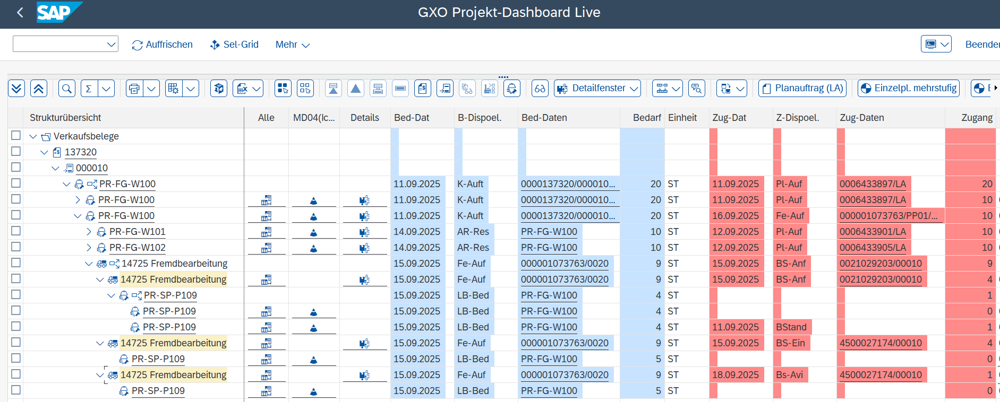 SAP GXO Projekt-Dashboard Live
Auffrischen Sel-Grid Mehr Beenden
Σ Detailfenster Planauftrag (LA) Einzelpl. mehrstufig
Strukturübersicht Alle MD04(Ic... Details Bed-Dat B-Dispoel. Bed-Daten Bedarf Einheit Zug-Dat Z-Dispoel. Zug-Daten Zugang
Verkaufsbelege
137320
000010
PR-FG-W100 11.09.2025 K-Auft 0000137320/000010... 20 ST 11.09.2025 Pl-Auf 0006433897/LA 20
PR-FG-W100 11.09.2025 K-Auft 0000137320/000010... 20 ST 11.09.2025 Pl-Auf 0006433897/LA 10
PR-FG-W100 11.09.2025 K-Auft 0000137320/000010... 20 ST 16.09.2025 Fe-Auf 000001073763/PP01/... 10
PR-FG-W101 14.09.2025 AR-Res PR-FG-W100 10 ST 12.09.2025 Pl-Auf 0006433901/LA 10
PR-FG-W102 14.09.2025 AR-Res PR-FG-W100 10 ST 12.09.2025 Pl-Auf 0006433905/LA 10
14725 Fremdbearbeitung 15.09.2025 Fe-Auf 000001073763/0020 9 ST 15.09.2025 BS-Anf 0021029203/00010 9
14725 Fremdbearbeitung 15.09.2025 Fe-Auf 000001073763/0020 9 ST 15.09.2025 BS-Anf 0021029203/00010 4
PR-SP-P109 15.09.2025 LB-Bed PR-FG-W100 4 ST 1
PR-SP-P109 15.09.2025 LB-Bed PR-FG-W100 4 ST 0
PR-SP-P109 15.09.2025 LB-Bed PR-FG-W100 4 ST 11.09.2025 BStand 1
14725 Fremdbearbeitung 15.09.2025 Fe-Auf 000001073763/0020 9 ST 15.09.2025 BS-Ein 4500027174/00010 4
PR-SP-P109 15.09.2025 LB-Bed PR-FG-W100 5 ST 0
14725 Fremdbearbeitung 15.09.2025 Fe-Auf 000001073763/0020 9 ST 18.09.2025 Bs-Avi 4500027174/00010 1
PR-SP-P109 15.09.2025 LB-Bed PR-FG-W100 5 ST 0